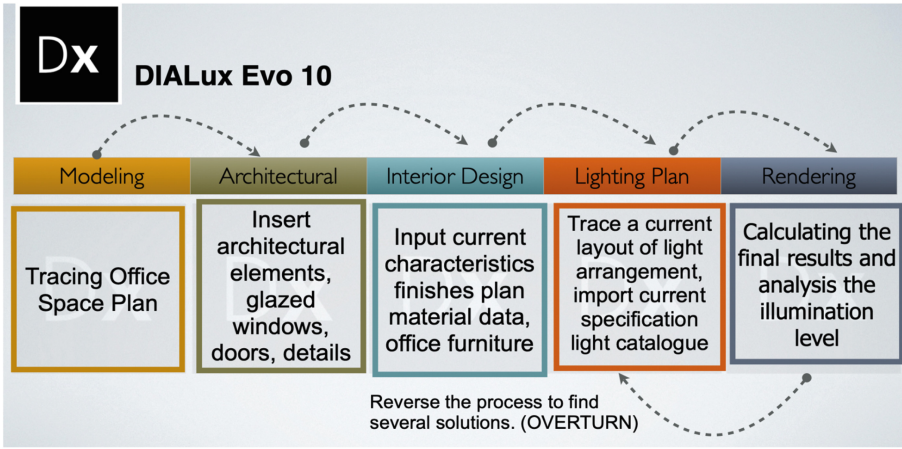 Dx
DIALux Evo 10
Modeling
Architectural
Interior Design
Lighting Plan
Rendering
Tracing Office
Space Plan
Insert
architectural
elements,
glazed
windows,
doors, details
Input current
characteristics
finishes plan
material data,
office furniture
Trace a current
layout of light
arrangement,
import current
specification
light catalogue
Calculating the
final results and
analysis the
illumination
level
Reverse the process to find
several solutions. (OVERTURN)